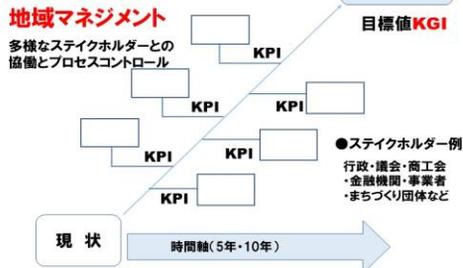 地域マネジメント
多様なステイクホルダーとの
協働とプロセスコントロール
目標値KGI
KPI
KPI
KPI
KPI
KPI
KPI
●ステイクホルダー例
行政・議会・商工会
・金融機関・事業者
・まちづくり団体など
現 状
時間軸(5年・10年)